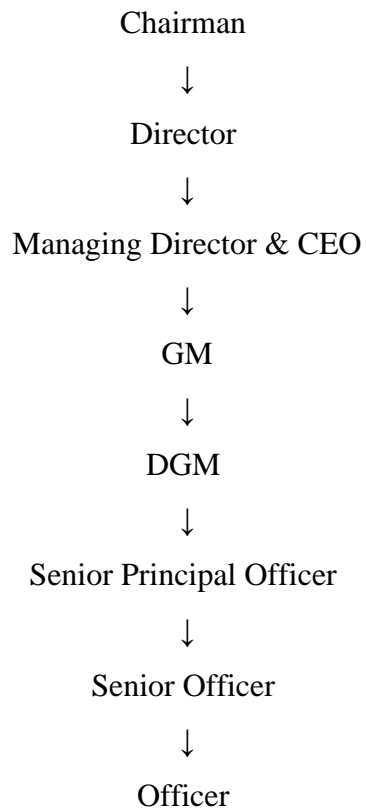 Chairman
↓
Director
↓
Managing Director & CEO
↓
GM
↓
DGM
↓
Senior Principal Officer
↓
Senior Officer
↓
Officer